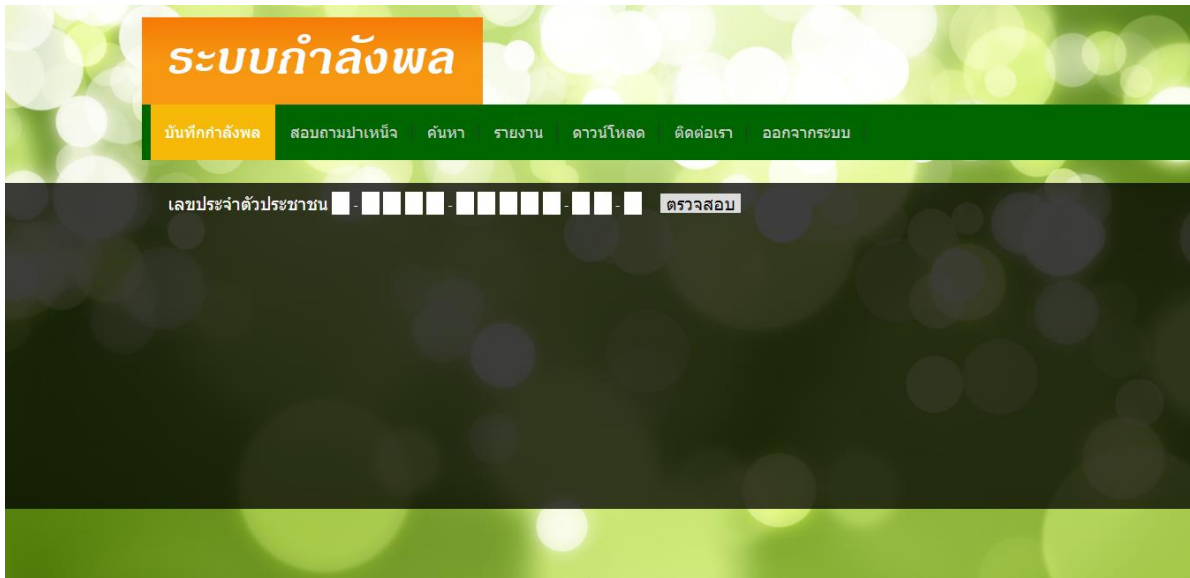 ระบบกำลังพล
บันทึกกำลังพล สอบถามบำเหน็จ ค้นหา รายงาน ดาวน์โหลด ติดต่อเรา ออกจากระบบ
เลขประจำตัวประชาชน - - - - ตรวจสอบ